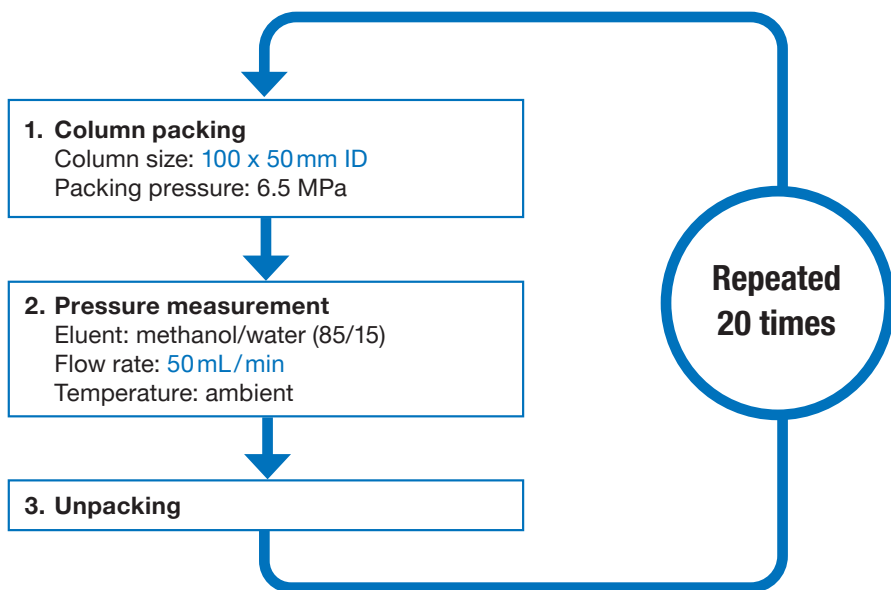 1. Column packing
Column size: 100 x 50 mm ID
Packing pressure: 6.5 MPa
2. Pressure measurement
Eluent: methanol/water (85/15)
Flow rate: 50 mL/min
Temperature: ambient
3. Unpacking
Repeated
20 times